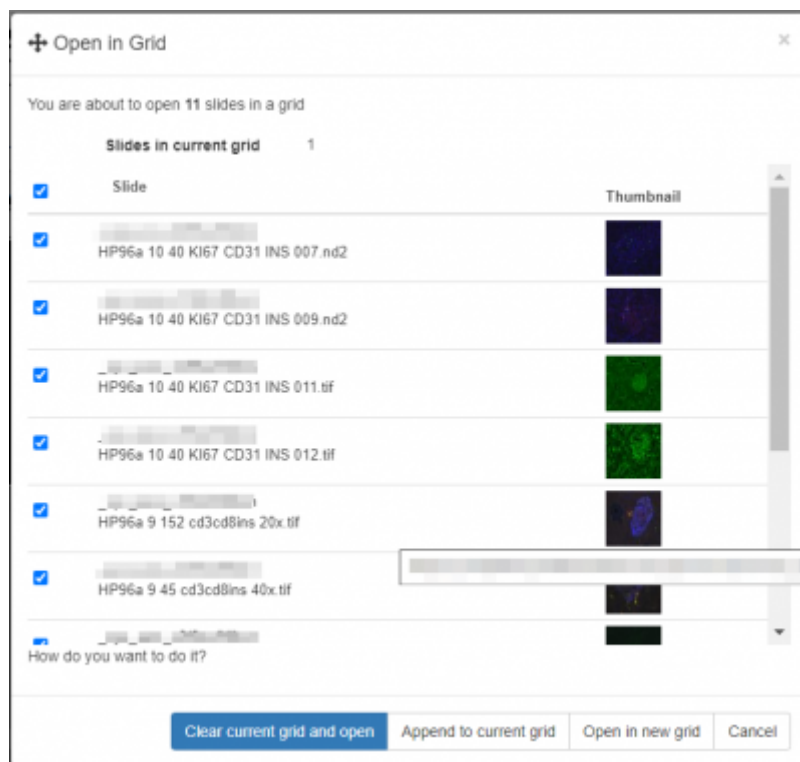 Open in Grid
×
You are about to open 11 slides in a grid
Slides in current grid 1
Slide
Thumbnail
HP96a 10 40 KI67 CD31 INS 007.nd2
HP96a 10 40 KI67 CD31 INS 009.nd2
HP96a 10 40 KI67 CD31 INS 011.tif
HP96a 10 40 KI67 CD31 INS 012.tif
HP96a 9 152 cd3cd8ins 20x.tif
HP96a 9 45 cd3cd8ins 40x.tif
How do you want to do it?
Clear current grid and open Append to current grid Open in new grid Cancel